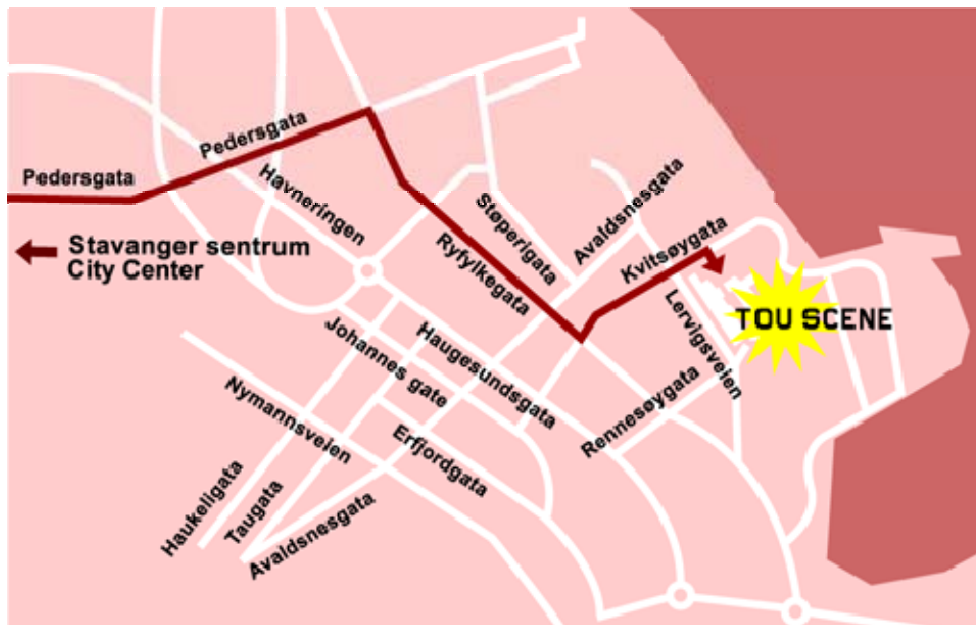 Pedersgata
Pedersgata
Havneringen
Stavanger sentrum
City Center
Støperigata
Avaldsnesgata
Ryfylkegata
Kvitsøygata
TOU SCENE
Lervigsveien
Johannes gate
Haugesundsgata
Nymannsveien
Rennesøygata
Erfjordgata
Haukeligata
Taugata
Avaldsnesgata